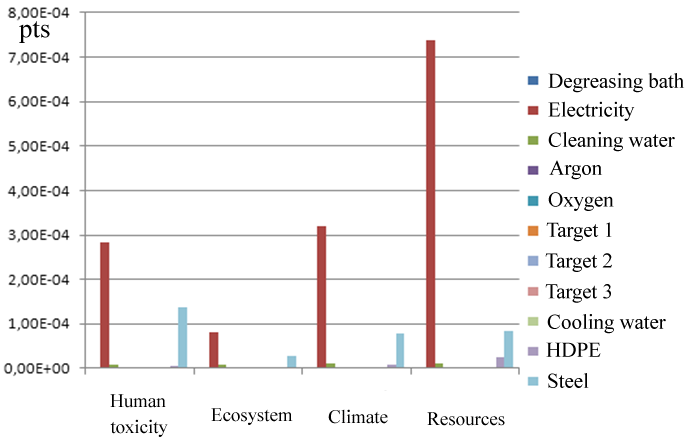 8,00E-04
pts
7,00E-04
6,00E-04
5,00E-04
4,00E-04
3,00E-04
2,00E-04
1,00E-04
0,00E+00
Human
toxicity
Ecosystem
Climate
Resources
Degreasing bath
Electricity
Cleaning water
Argon
Oxygen
Target 1
Target 2
Target 3
Cooling water
HDPE
Steel